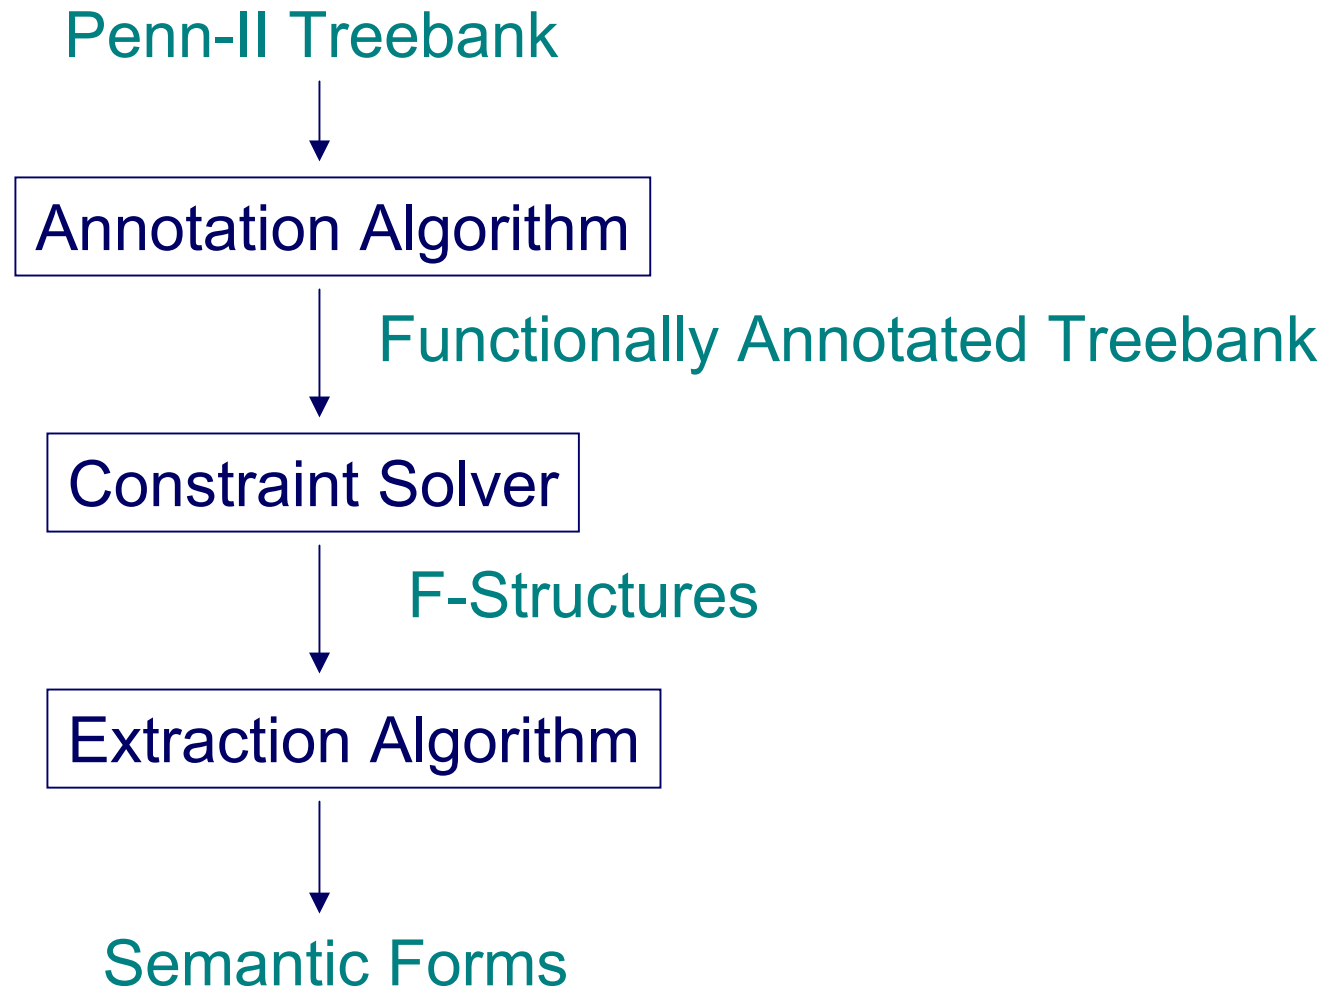 Penn-II Treebank
Annotation Algorithm
Functionally Annotated Treebank
Constraint Solver
F-Structures
Extraction Algorithm
Semantic Forms